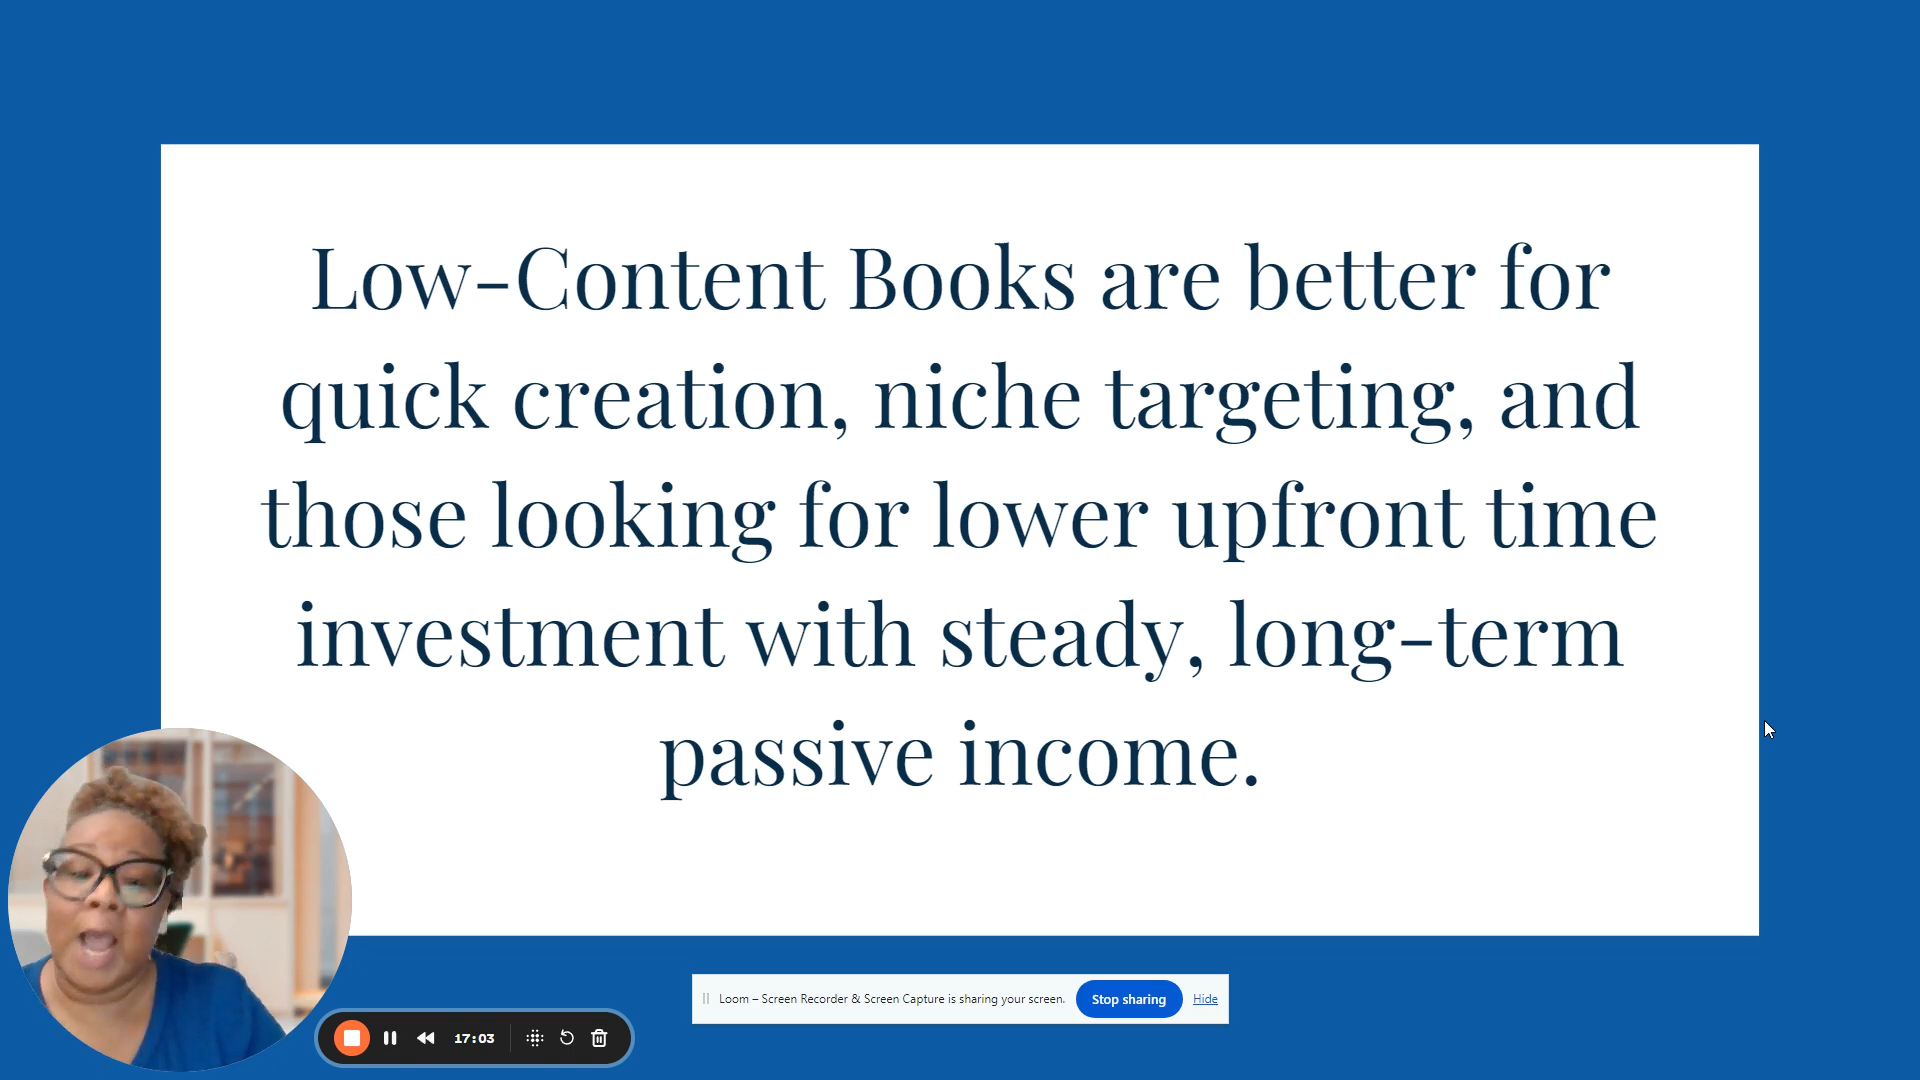 Low-Content Books are better for
quick creation, niche targeting, and
those looking for lower upfront time
investment with steady, long-term
passive income.
Loom – Screen Recorder & Screen Capture is sharing your screen. Stop sharing Hide
17:03